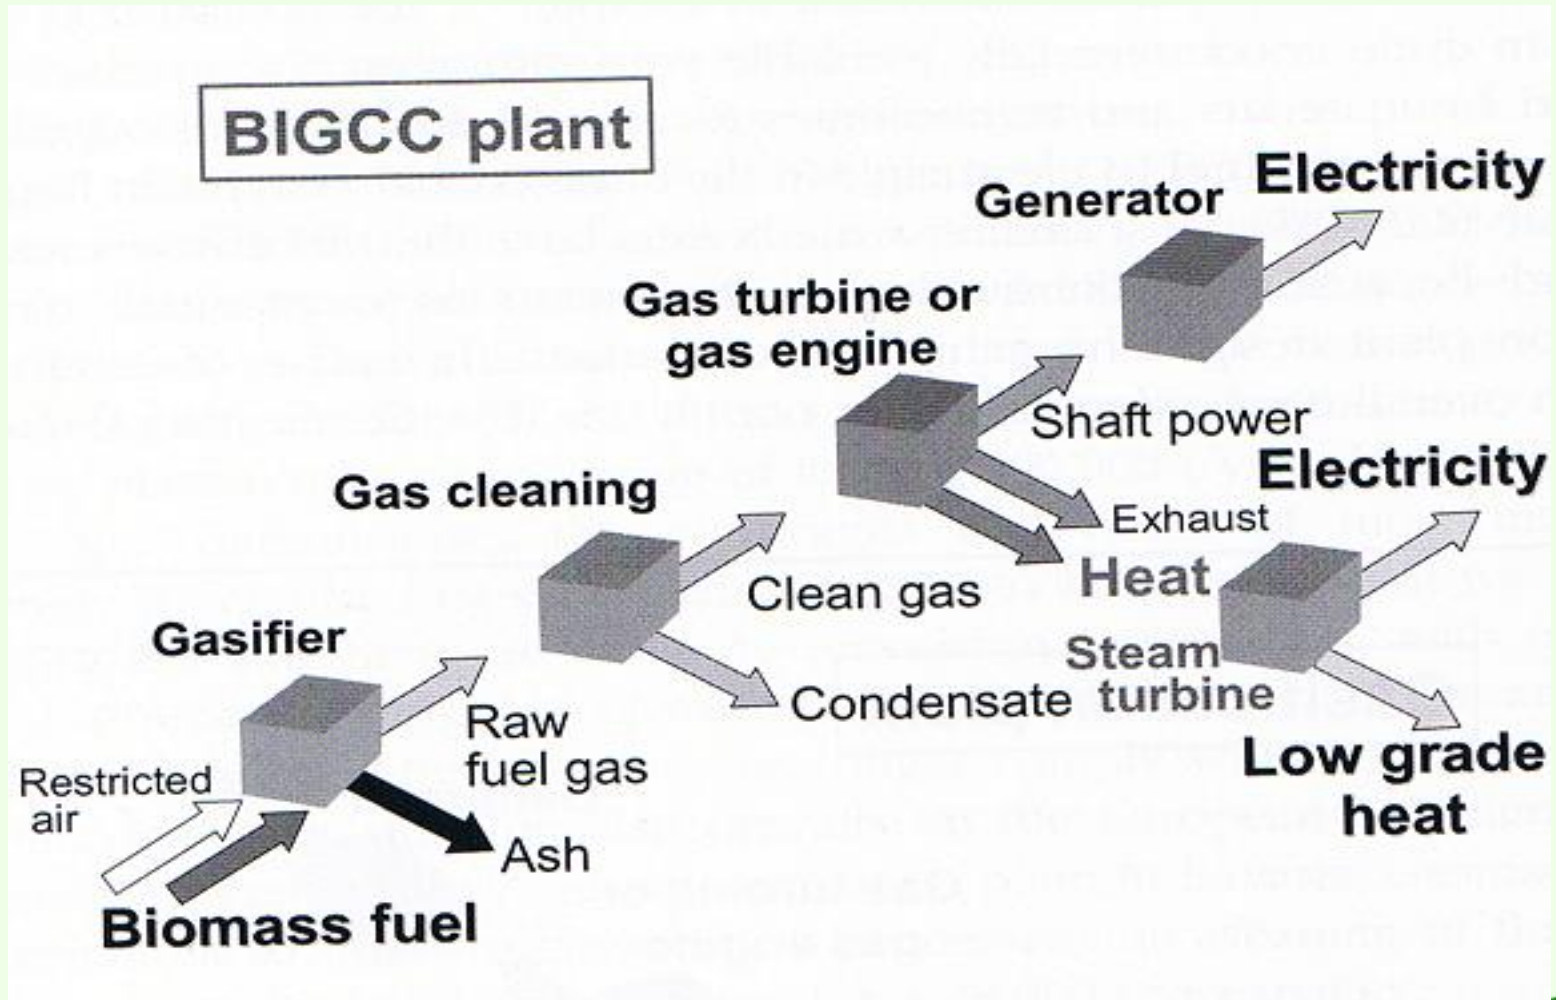 BIGCC plant
Electricity
Generator
Gas turbine or
gas engine
Shaft power
Electricity
Gas cleaning
Exhaust
Heat
Clean gas
Steam
turbine
Gasifier
Condensate
Raw
fuel gas
Low grade
heat
Restricted
air
Ash
Biomass fuel